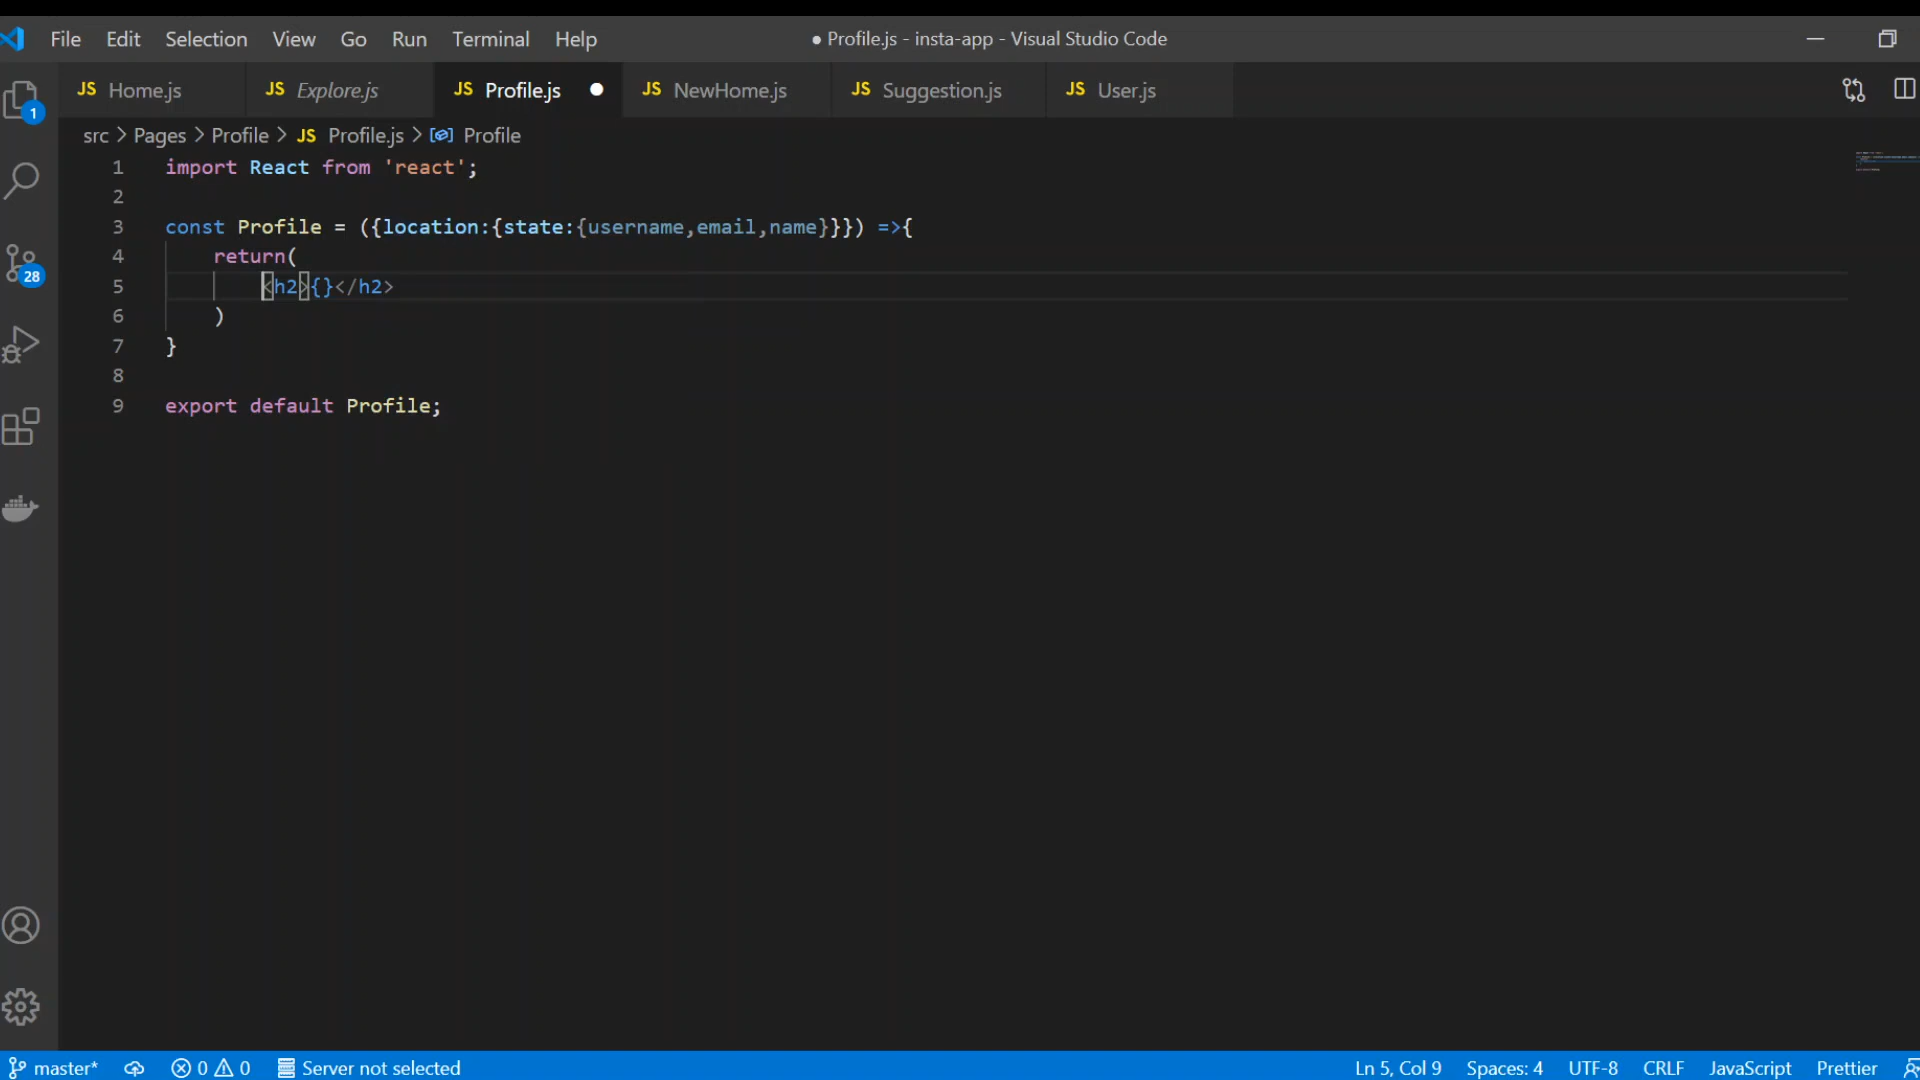 File Edit Selection View Go Run Terminal Help ● Profile.js - insta-app - Visual Studio Code
JS Home.js JS Explore.js JS Profile.js ● JS NewHome.js JS Suggestion.js JS User.js
1
src > Pages > Profile > JS Profile.js > Profile
1 import React from 'react';
2
3 const Profile = ({location:{state:{username,email,name}}}) =>{
4 return(
28
5 <h2>{}</h2>
6 )
7 }
8
9 export default Profile;
master* 0 0 Server not selected Ln 5, Col 9 Spaces: 4 UTF-8 CRLF JavaScript Prettier